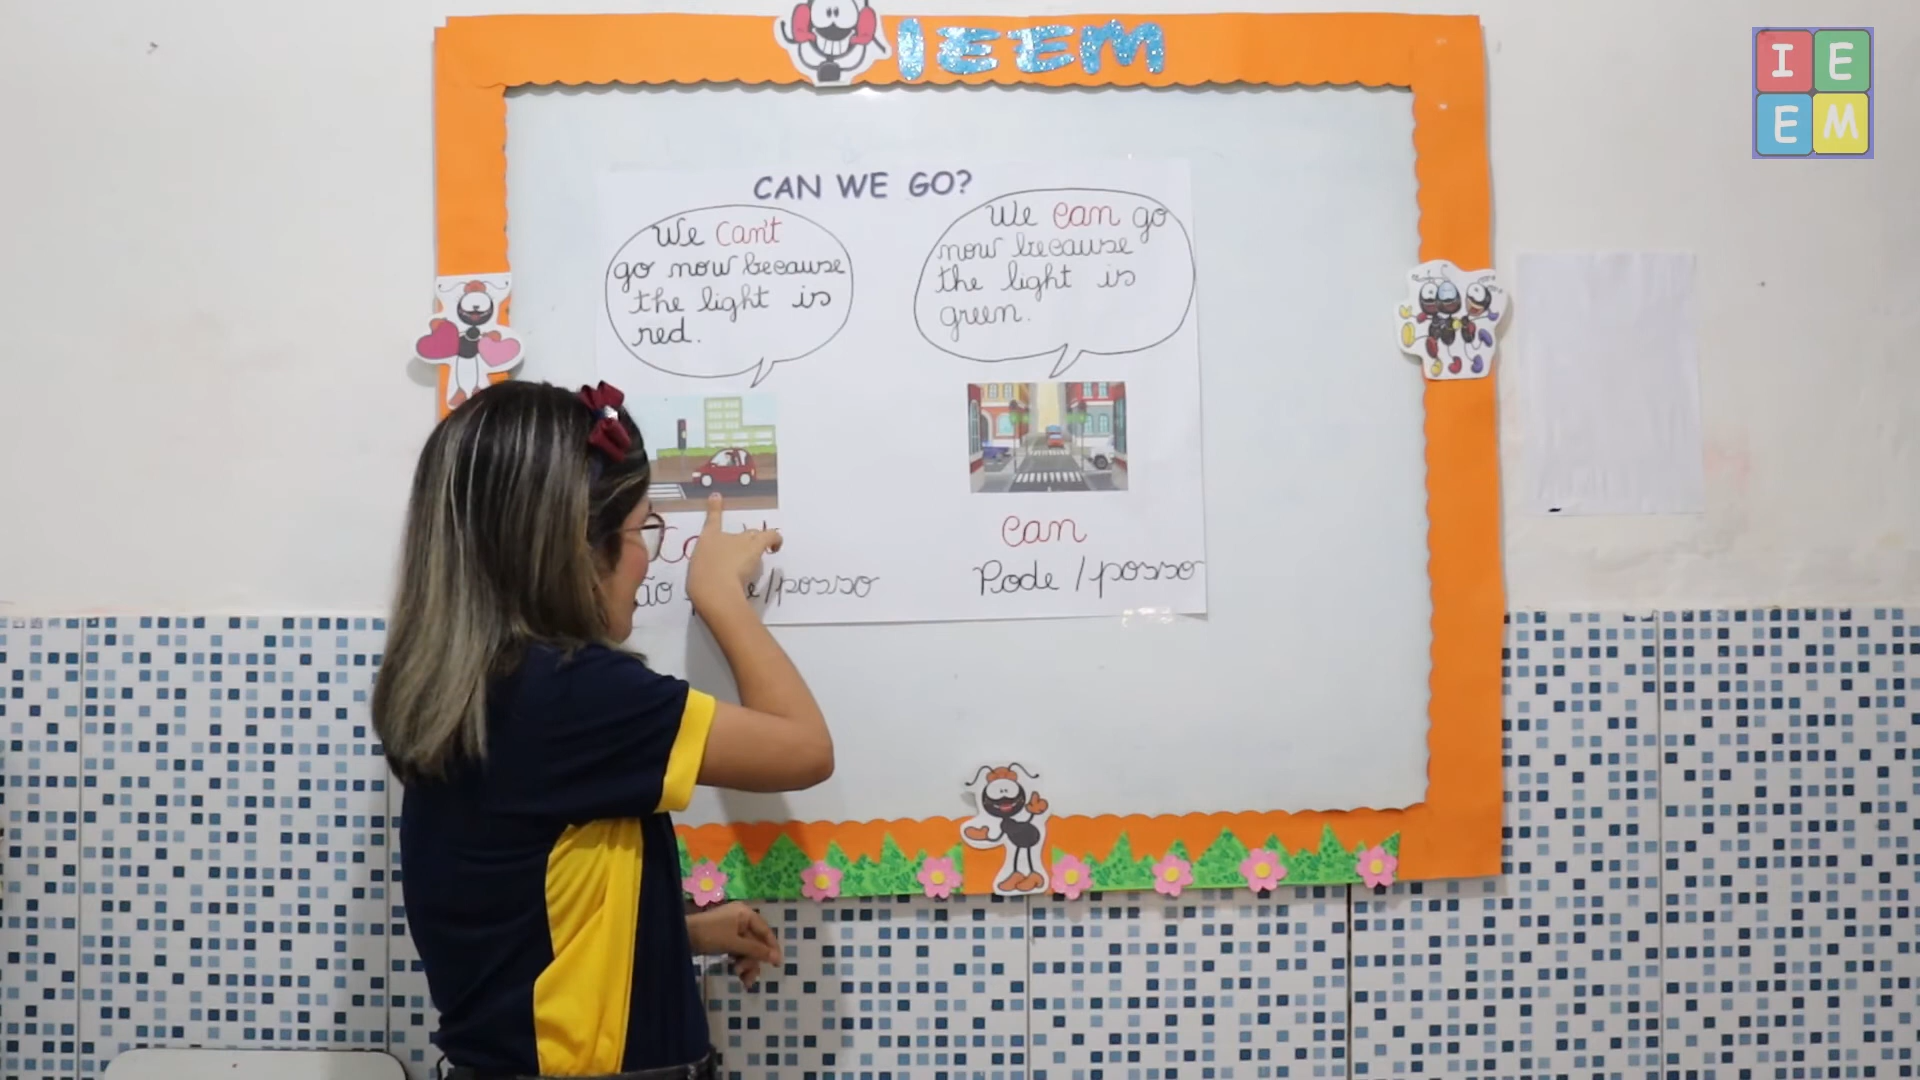 IEEM
I E
E M
CAN WE GO?
We can't
go now because
the light is
red.
We can go
now because
the light is
green.
can
/posso
Pode /posso